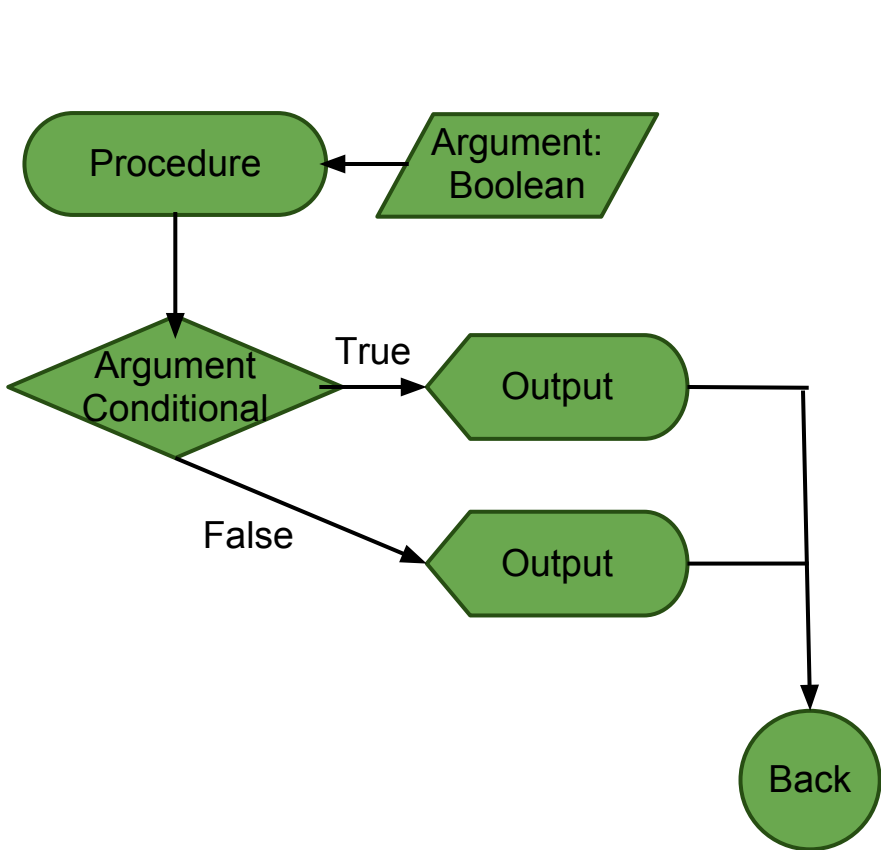 Procedure
Argument:
Boolean
Argument
Conditional
True
Output
False
Output
Back